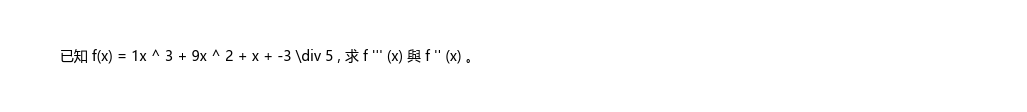 已知 f(x) = 1x ^ 3 + 9x ^ 2 + x + -3 \div 5 , 求 f ''' (x) 與 f '' (x) 。